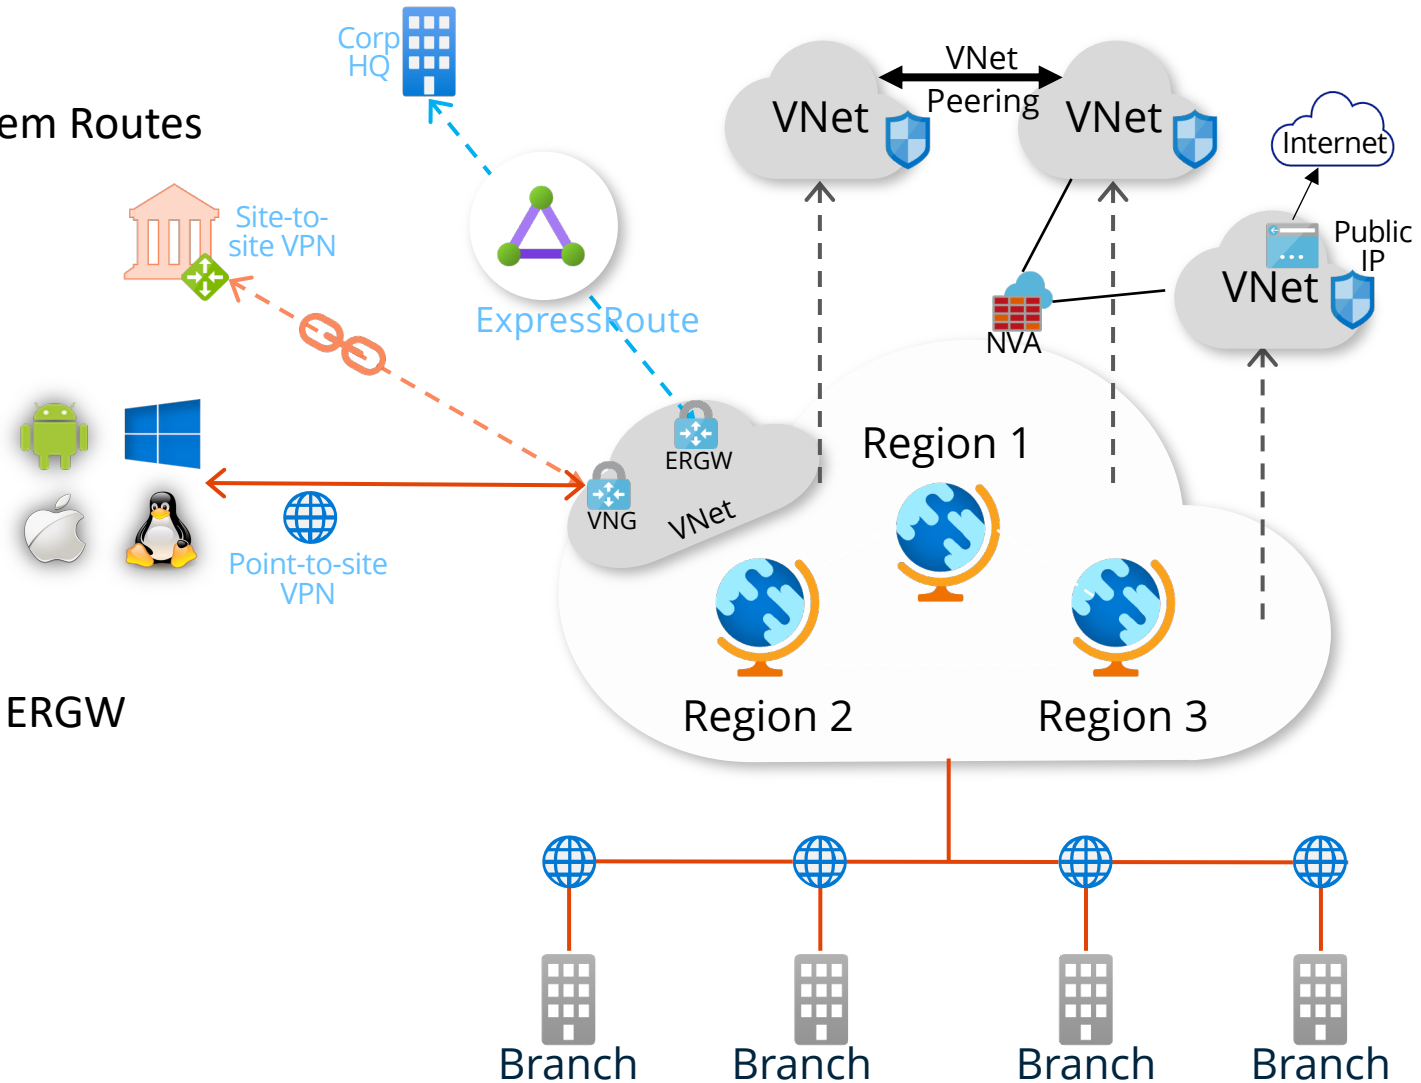 Corp
HQ
VNet
Peering
VNet
VNet
Internet
em Routes
Site-to-
site VPN
Public
IP
VNet
ExpressRoute
NVA
Region 1
ERGW
VNG
VNet
Point-to-site
VPN
Region 2
Region 3
ERGW
Branch
Branch
Branch
Branch